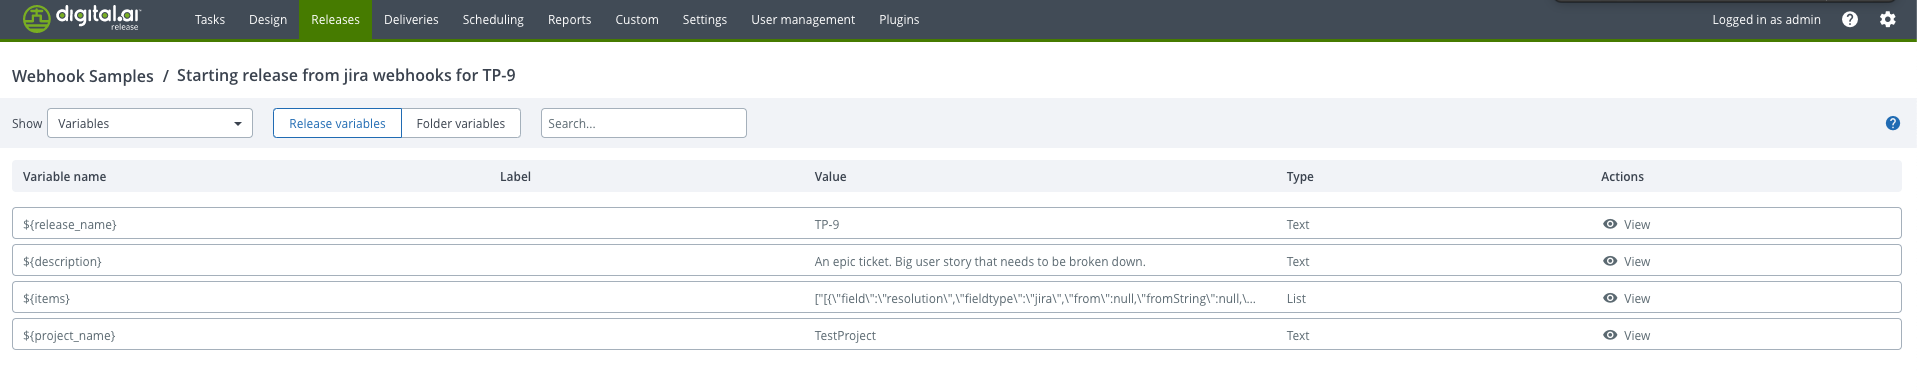 digital.ai release Tasks Design Releases Deliveries Scheduling Reports Custom Settings User management Plugins Logged in as admin ?
Webhook Samples / Starting release from jira webhooks for TP-9
Show Variables Release variables Folder variables Search... ?
Variable name Label Value Type Actions
${release_name} TP-9 Text View
${description} An epic ticket. Big user story that needs to be broken down. Text View
${items} ["[{\"field\":\"resolution\",\"fieldtype\":\"jira\",\"from\":null,\"fromString\":null,\... List View
${project_name} TestProject Text View